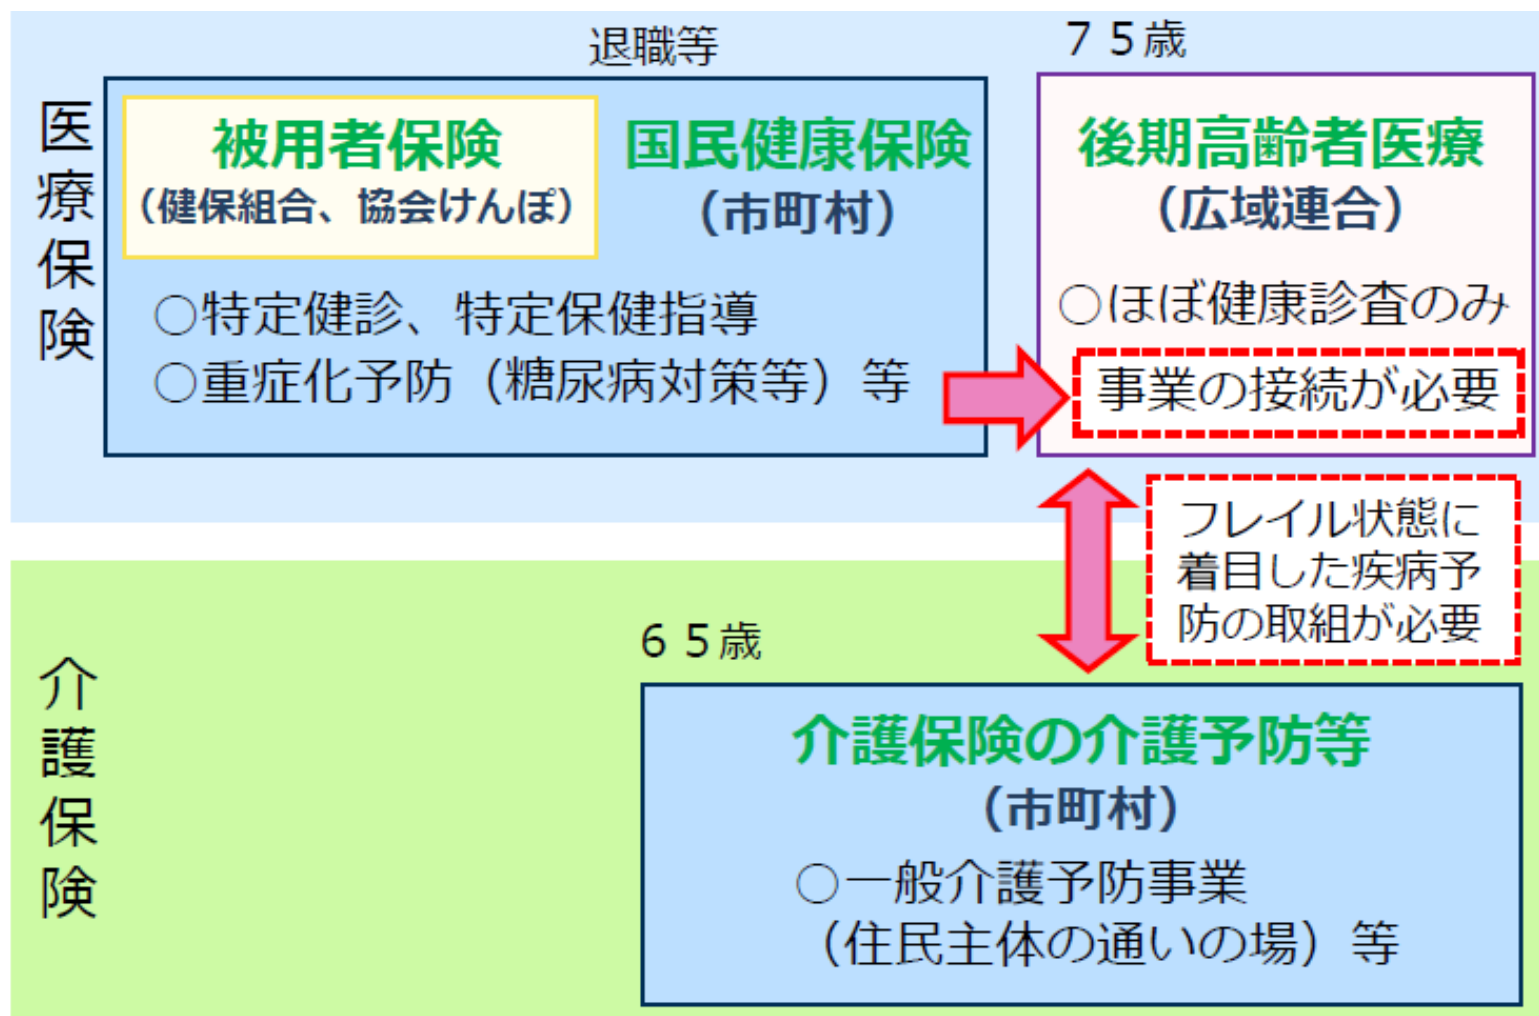 医療保険
退職等
７５歳
被用者保険
（健保組合、協会けんぽ）
国民健康保険
（市町村）
○特定健診、特定保健指導
○重症化予防（糖尿病対策等）等
後期高齢者医療
（広域連合）
○ほぼ健康診査のみ
事業の接続が必要
フレイル状態に
着目した疾病予
防の取組が必要
介護保険
６５歳
介護保険の介護予防等
（市町村）
○一般介護予防事業
（住民主体の通いの場）等